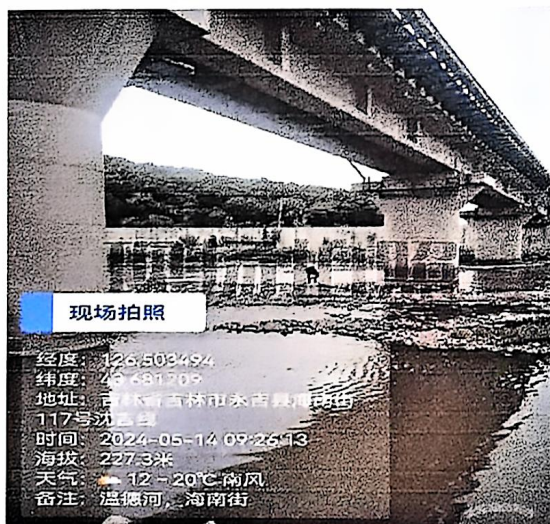 现场拍照
经度：126.503494
纬度：43.681209
地址：吉林省吉林市永吉县海南街
117号沈吉线
时间：2024-05-14 09:26:13
海拔：227.3米
天气：12～20℃ 南风
备注：温德河，海南街